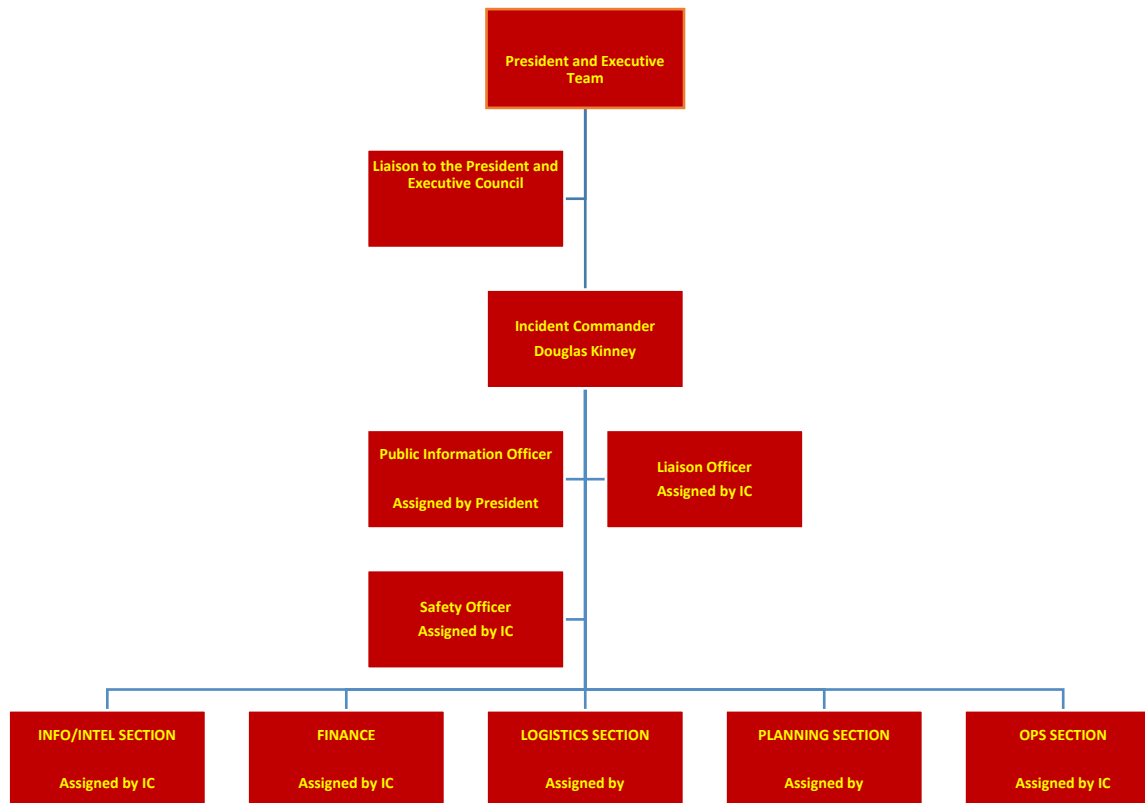 President and Executive
Team
Liaison to the President and
Executive Council
Incident Commander
Douglas Kinney
Public Information Officer
Assigned by President
Liaison Officer
Assigned by IC
Safety Officer
Assigned by IC
INFO/INTEL SECTION
Assigned by IC
FINANCE
Assigned by IC
LOGISTICS SECTION
Assigned by
PLANNING SECTION
Assigned by
OPS SECTION
Assigned by IC